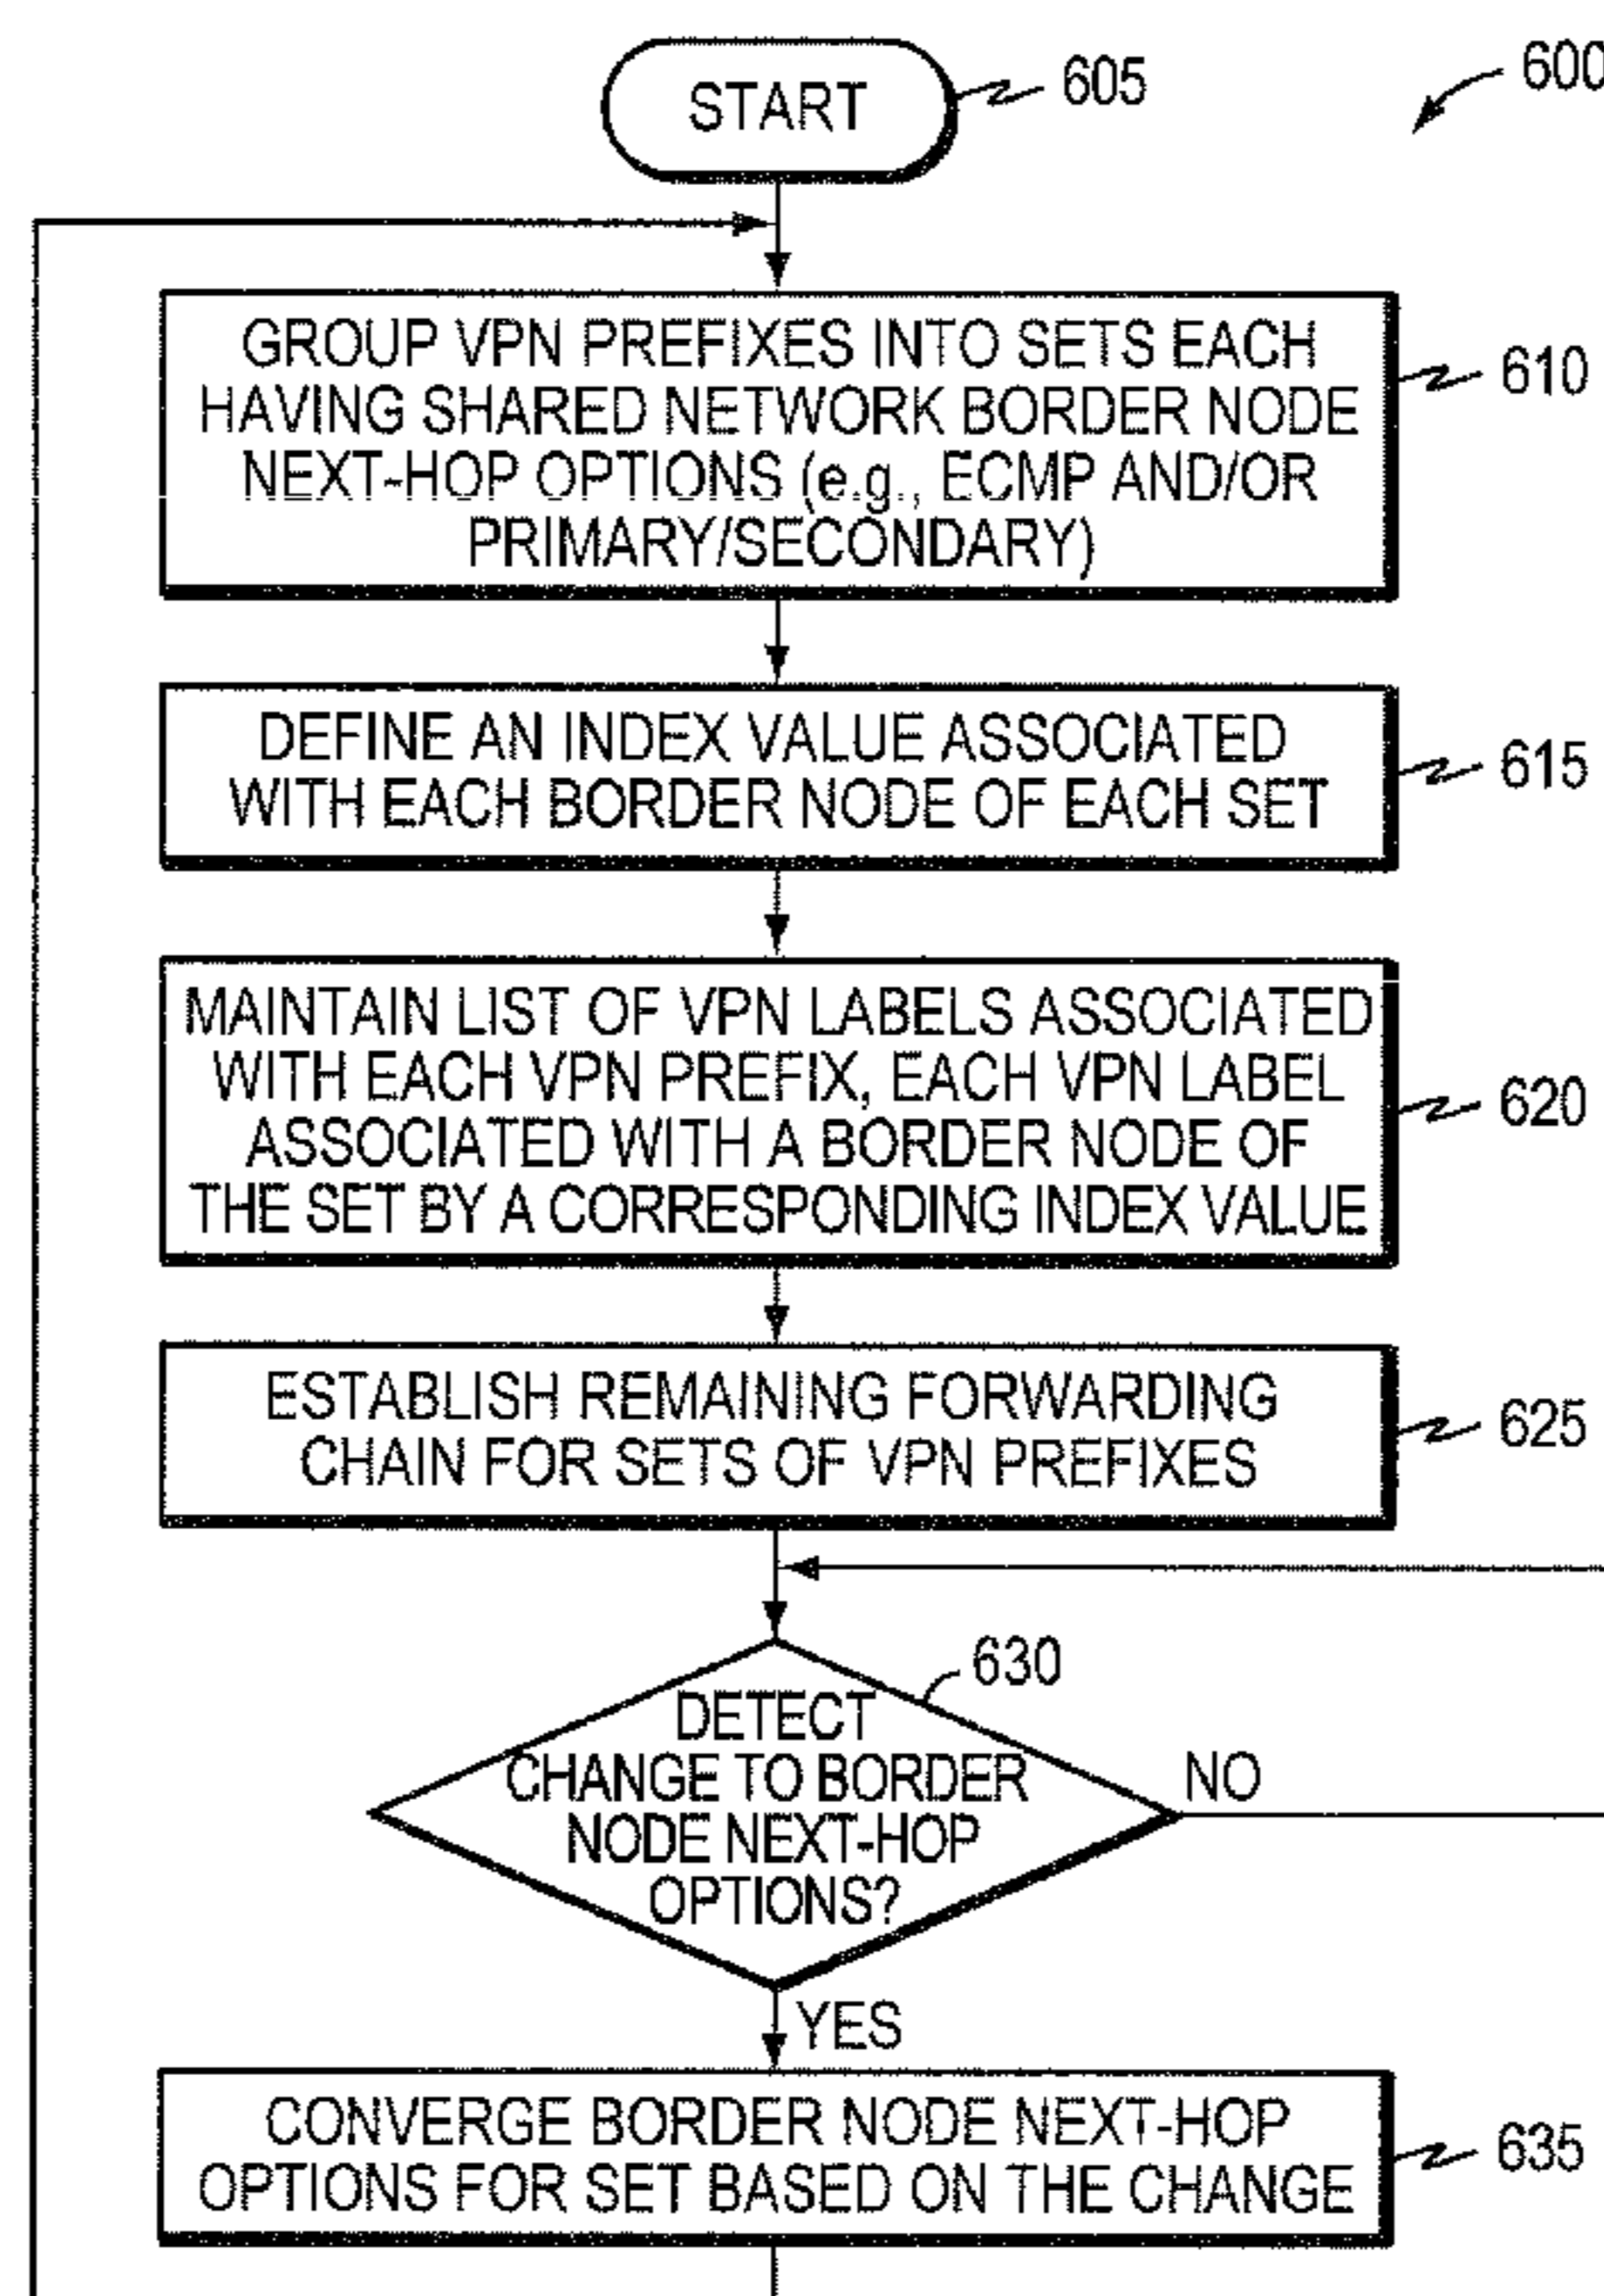 START
605
600
GROUP VPN PREFIXES INTO SETS EACH
HAVING SHARED NETWORK BORDER NODE
NEXT-HOP OPTIONS (e.g., ECMP AND/OR
PRIMARY/SECONDARY)
610
DEFINE AN INDEX VALUE ASSOCIATED
WITH EACH BORDER NODE OF EACH SET
615
MAINTAIN LIST OF VPN LABELS ASSOCIATED
WITH EACH VPN PREFIX, EACH VPN LABEL
ASSOCIATED WITH A BORDER NODE OF
THE SET BY A CORRESPONDING INDEX VALUE
620
ESTABLISH REMAINING FORWARDING
CHAIN FOR SETS OF VPN PREFIXES
625
630
DETECT
CHANGE TO BORDER
NODE NEXT-HOP
OPTIONS?
NO
YES
CONVERGE BORDER NODE NEXT-HOP
OPTIONS FOR SET BASED ON THE CHANGE
635